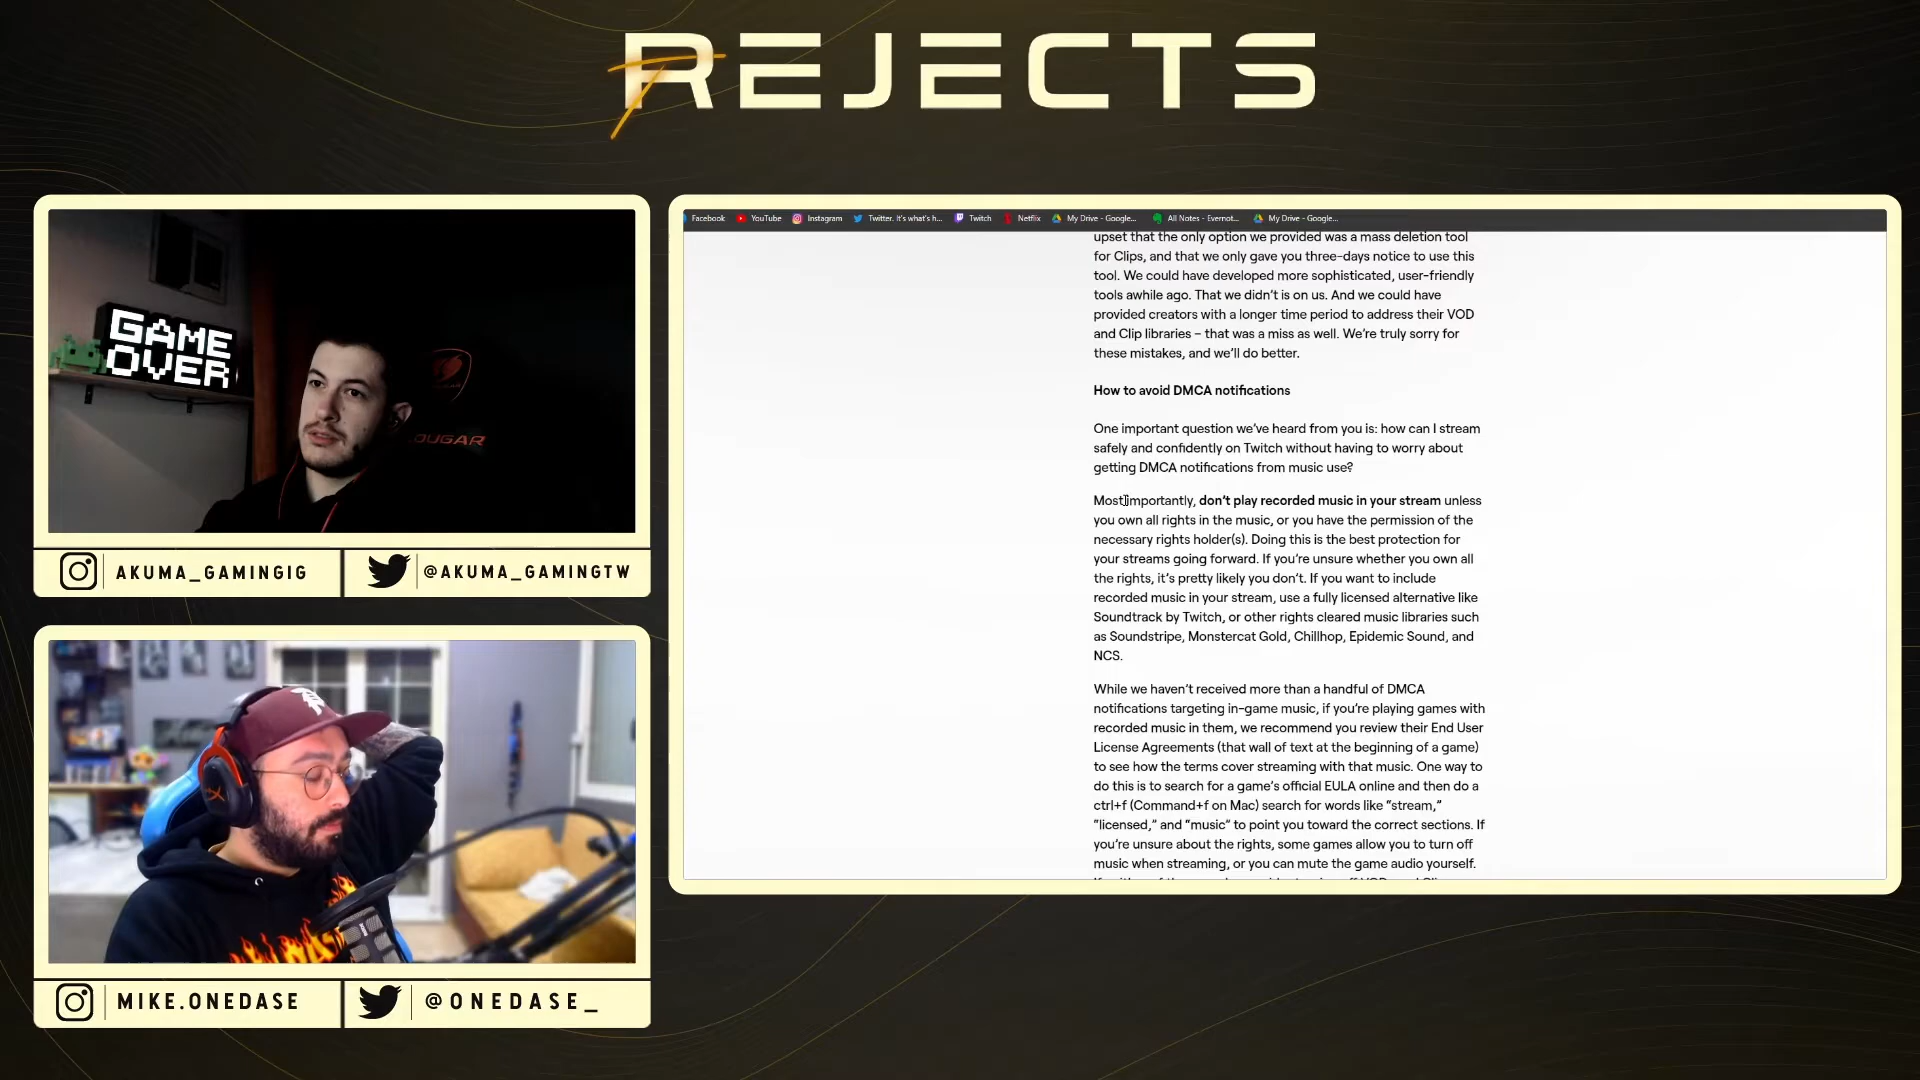 REJECTS
GAME
OVER
COUGAR
AKUMA_GAMINGIG
@AKUMA_GAMINGTW
MIKE.ONEDASE
@ONEDASE_
Facebook YouTube Instagram Twitter. It's what's h... Twitch Netflix My Drive - Google... All Notes - Evernot... My Drive - Google...
upset that the only option we provided was a mass deletion tool
for Clips, and that we only gave you three-days notice to use this
tool. We could have developed more sophisticated, user-friendly
tools awhile ago. That we didn’t is on us. And we could have
provided creators with a longer time period to address their VOD
and Clip libraries – that was a miss as well. We’re truly sorry for
these mistakes, and we’ll do better.
How to avoid DMCA notifications
One important question we’ve heard from you is: how can I stream
safely and confidently on Twitch without having to worry about
getting DMCA notifications from music use?
Most importantly, don’t play recorded music in your stream unless
you own all rights in the music, or you have the permission of the
necessary rights holder(s). Doing this is the best protection for
your streams going forward. If you’re unsure whether you own all
the rights, it’s pretty likely you don’t. If you want to include
recorded music in your stream, use a fully licensed alternative like
Soundtrack by Twitch, or other rights cleared music libraries such
as Soundstripe, Monstercat Gold, Chillhop, Epidemic Sound, and
NCS.
While we haven’t received more than a handful of DMCA
notifications targeting in-game music, if you’re playing games with
recorded music in them, we recommend you review their End User
License Agreements (that wall of text at the beginning of a game)
to see how the terms cover streaming with that music. One way to
do this is to search for a game’s official EULA online and then do a
ctrl+f (Command+f on Mac) search for words like “stream,”
“licensed,” and “music” to point you toward the correct sections. If
you’re unsure about the rights, some games allow you to turn off
music when streaming, or you can mute the game audio yourself.